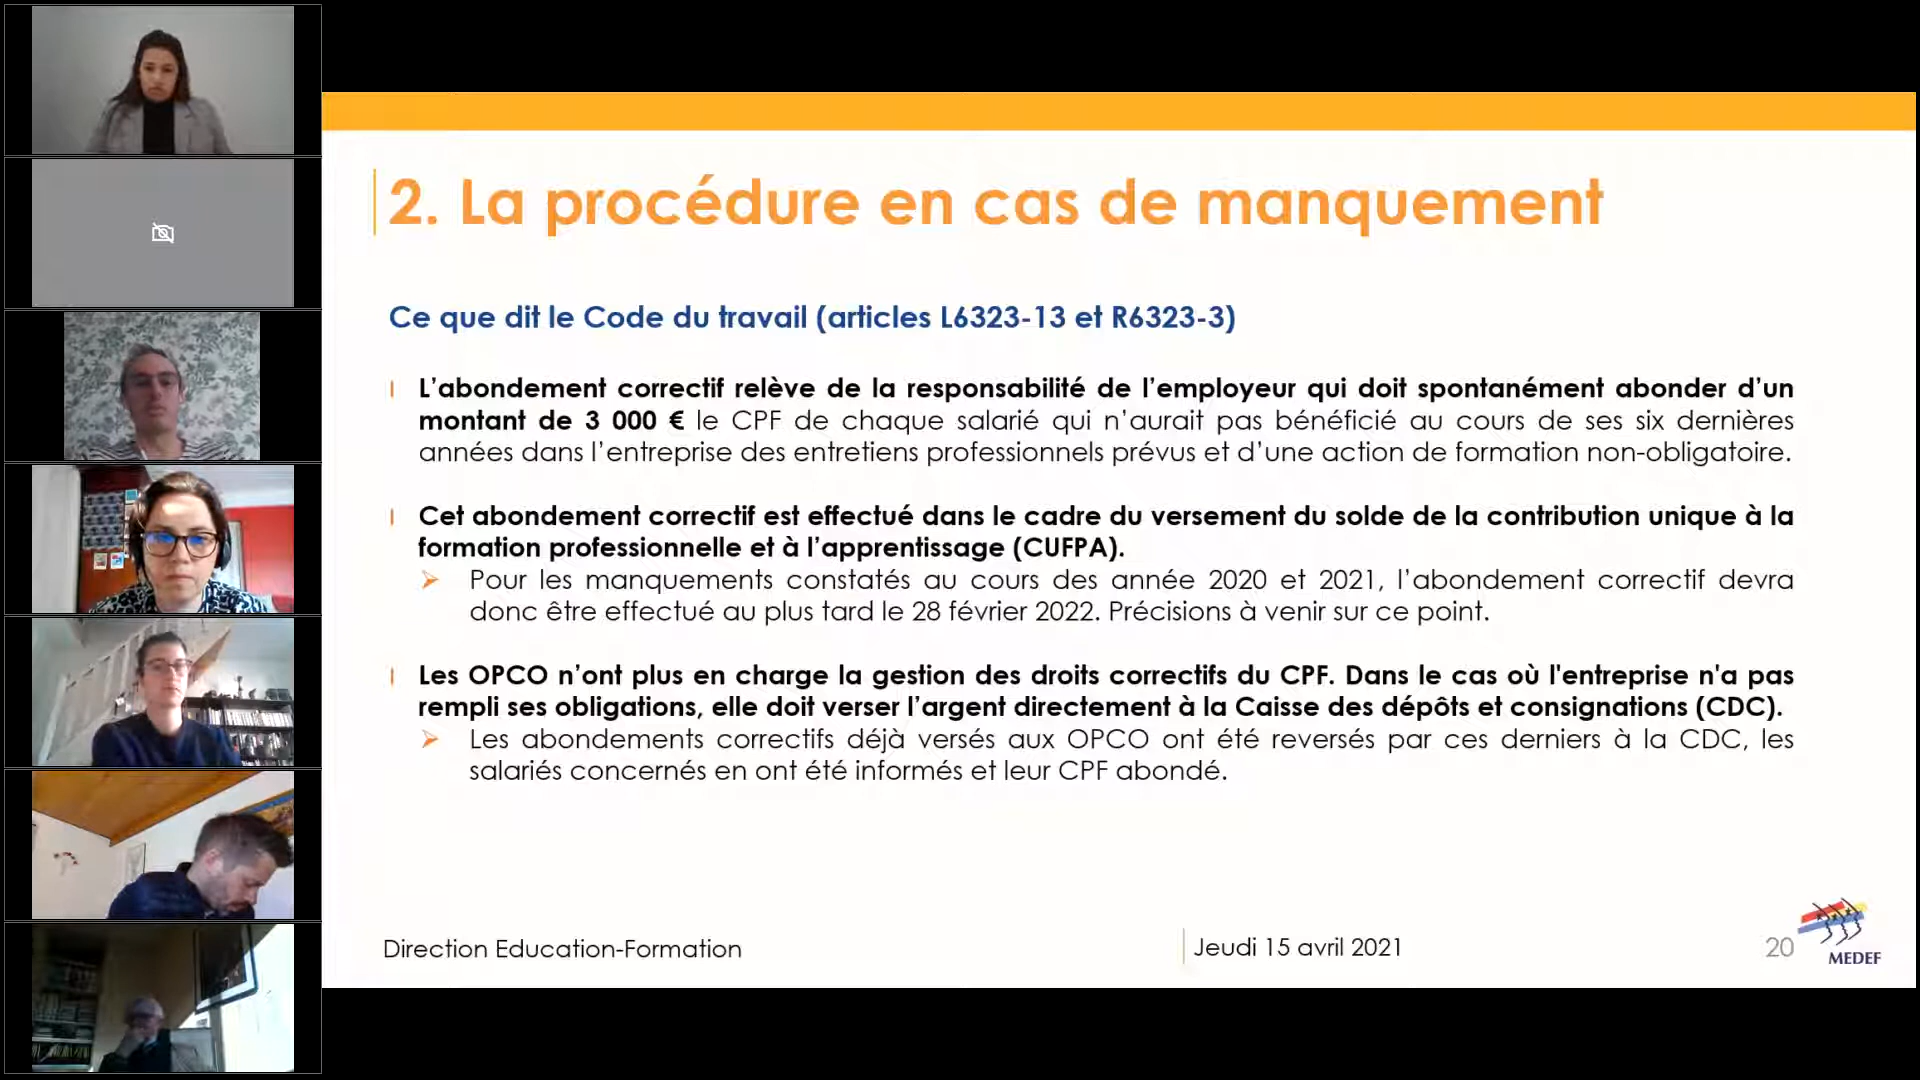 2. La procédure en cas de manquement
Ce que dit le Code du travail (articles L6323-13 et R6323-3)
L’abondement correctif relève de la responsabilité de l’employeur qui doit spontanément abonder d’un
montant de 3 000 € le CPF de chaque salarié qui n’aurait pas bénéficié au cours de ses six dernières
années dans l’entreprise des entretiens professionnels prévus et d’une action de formation non-obligatoire.
Cet abondement correctif est effectué dans le cadre du versement du solde de la contribution unique à la
formation professionnelle et à l’apprentissage (CUFPA).
➤ Pour les manquements constatés au cours des année 2020 et 2021, l’abondement correctif devra
donc être effectué au plus tard le 28 février 2022. Précisions à venir sur ce point.
Les OPCO n’ont plus en charge la gestion des droits correctifs du CPF. Dans le cas où l'entreprise n'a pas
rempli ses obligations, elle doit verser l’argent directement à la Caisse des dépôts et consignations (CDC).
➤ Les abondements correctifs déjà versés aux OPCO ont été reversés par ces derniers à la CDC, les
salariés concernés en ont été informés et leur CPF abondé.
Direction Education-Formation
Jeudi 15 avril 2021
20
MEDEF